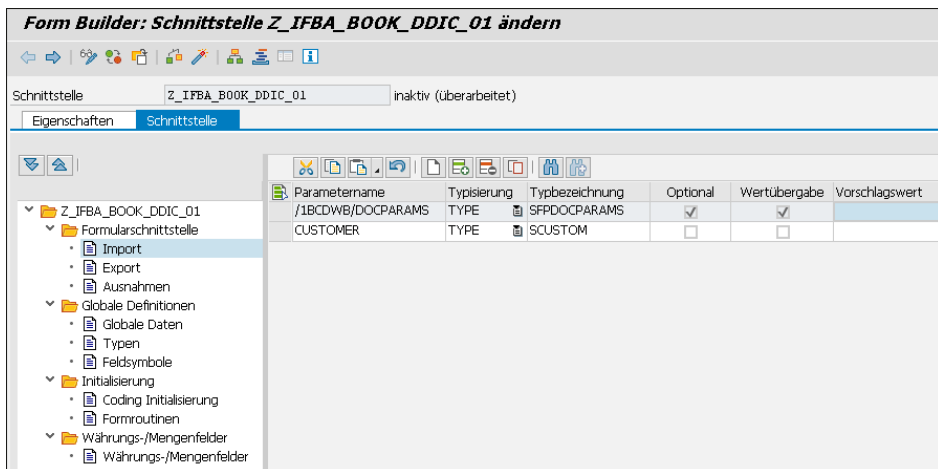 Form Builder: Schnittstelle Z_IFBA_BOOK_DDIC_01 ändern
Schnittstelle Z_IFBA_BOOK_DDIC_01 inaktiv (überarbeitet)
Eigenschaften Schnittstelle
Z_IFBA_BOOK_DDIC_01
Formularschnittstelle
Import
Export
Ausnahmen
Globale Definitionen
Globale Daten
Typen
Feldsymbole
Initialisierung
Coding Initialisierung
Formroutinen
Währungs-/Mengenfelder
Währungs-/Mengenfelder
Parametername Typisierung Typbezeichnung Optional Wertübergabe Vorschlagswert
/1BCDWB/DOCPARAMS TYPE SFPDOCPARAMS
CUSTOMER TYPE SCUSTOM